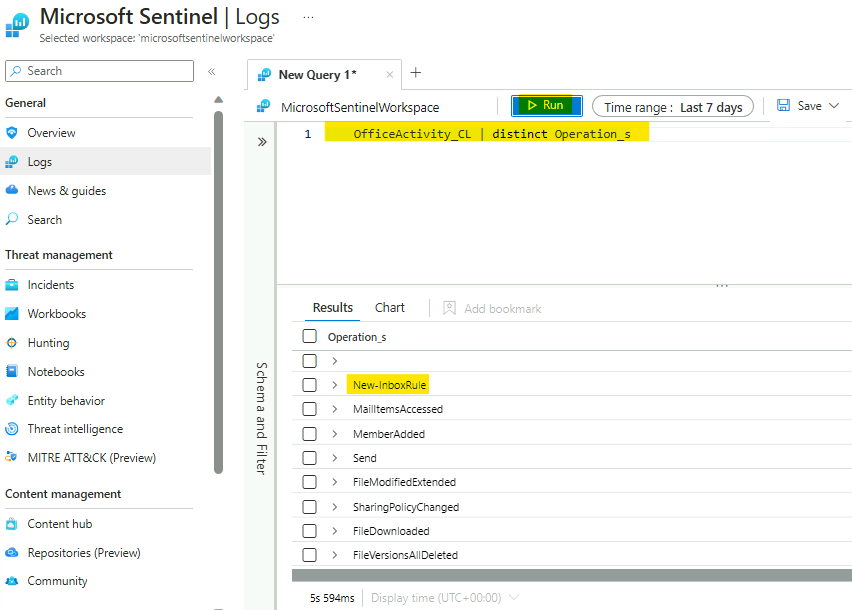 Microsoft Sentinel | Logs ...
Selected workspace: 'microsoftsentinelworkspace'
Search
«
General
Overview
Logs
News & guides
Search
Threat management
Incidents
Workbooks
Hunting
Notebooks
Entity behavior
Threat intelligence
MITRE ATT&CK (Preview)
Content management
Content hub
Repositories (Preview)
Community
New Query 1* × +
MicrosoftSentinelWorkspace
Run
Time range : Last 7 days
Save
»
Schema and Filter
1 OfficeActivity_CL | distinct Operation_s
...
Results Chart Add bookmark
Operation_s
>
> New-InboxRule
> MailItemsAccessed
> MemberAdded
> Send
> FileModifiedExtended
> SharingPolicyChanged
> FileDownloaded
> FileVersionsAllDeleted
5s 594ms Display time (UTC+00:00)